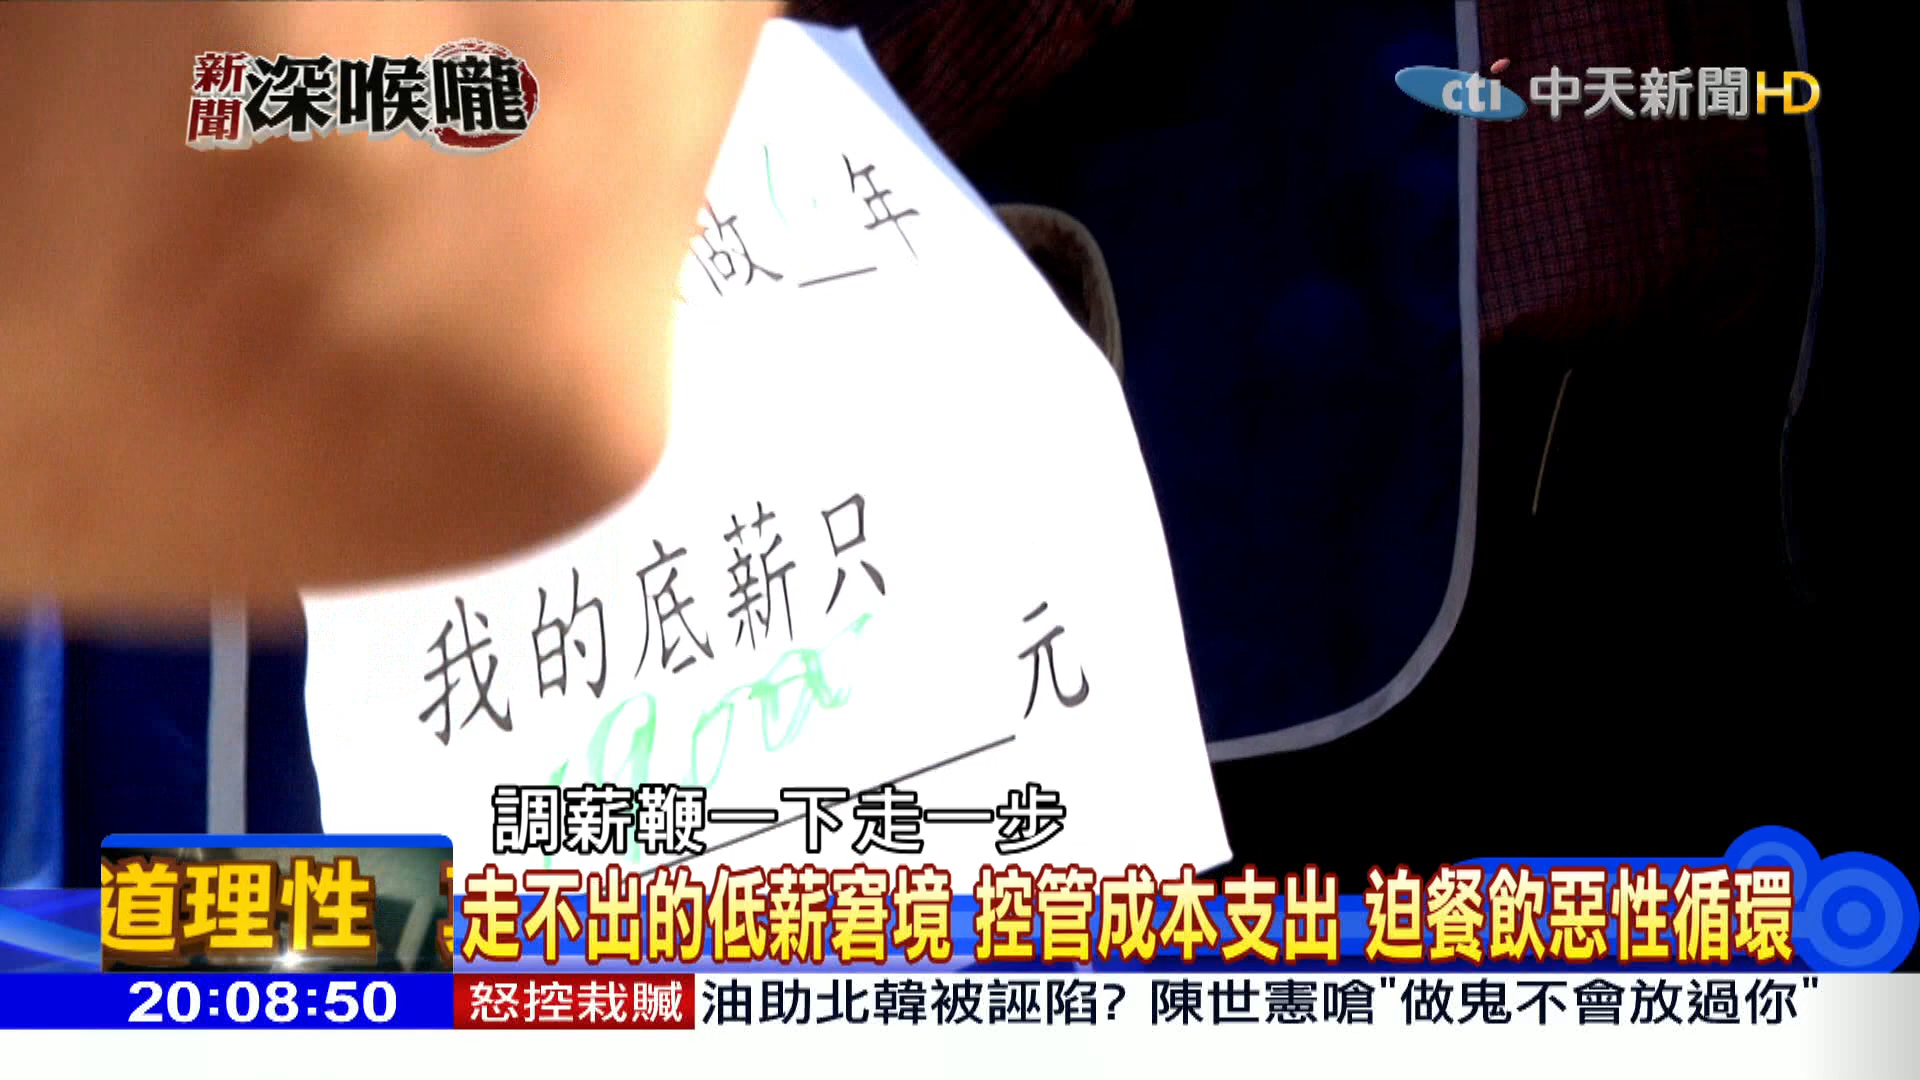 新聞深喉嚨
cti 中天新聞HD
做 年
我的底薪只
元
調薪鞭一下走一步
道理性
走不出的低薪窘境 控管成本支出 迫餐飲惡性循環
20:08:50 怒控栽贓 油助北韓被誣陷? 陳世憲嗆"做鬼不會放過你"